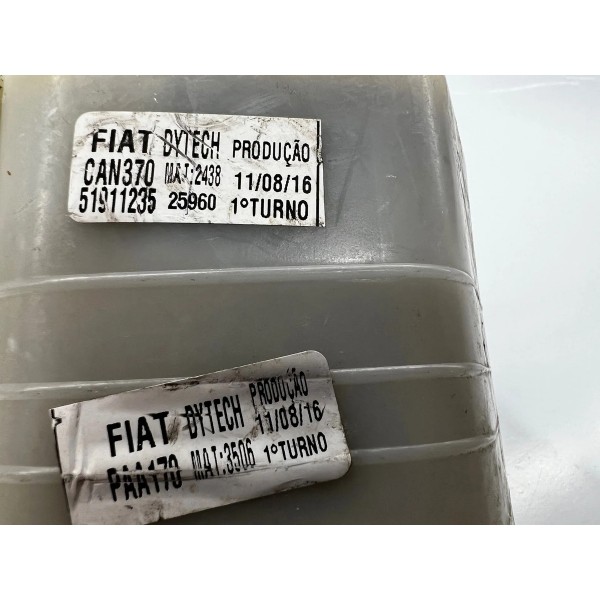 FIAT DYTECH PRODUÇÃO
CAN370 MAT:2438 11/08/16
51911235 25960 1°TURNO
FIAT DYTECH PRODUÇÃO
PAA170 MAT:3506 11/08/16
1°TURNO